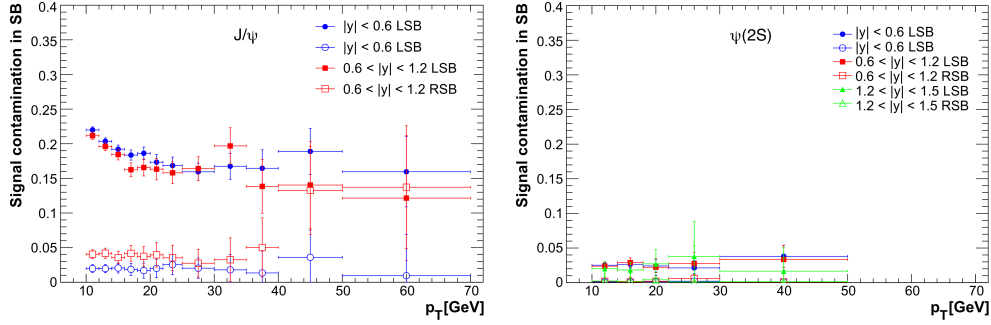 Signal contamination in SB
0.4
0.35
0.3
0.25
0.2
0.15
0.1
0.05
0
J/ψ
|y| < 0.6 LSB
|y| < 0.6 LSB
0.6 < |y| < 1.2 LSB
0.6 < |y| < 1.2 RSB
10 20 30 40 50 60 70
p_T[GeV]
Signal contamination in SB
0.4
0.35
0.3
0.25
0.2
0.15
0.1
0.05
0
ψ(2S)
|y| < 0.6 LSB
|y| < 0.6 LSB
0.6 < |y| < 1.2 LSB
0.6 < |y| < 1.2 RSB
1.2 < |y| < 1.5 LSB
1.2 < |y| < 1.5 RSB
10 20 30 40 50 60 70
p_T[GeV]